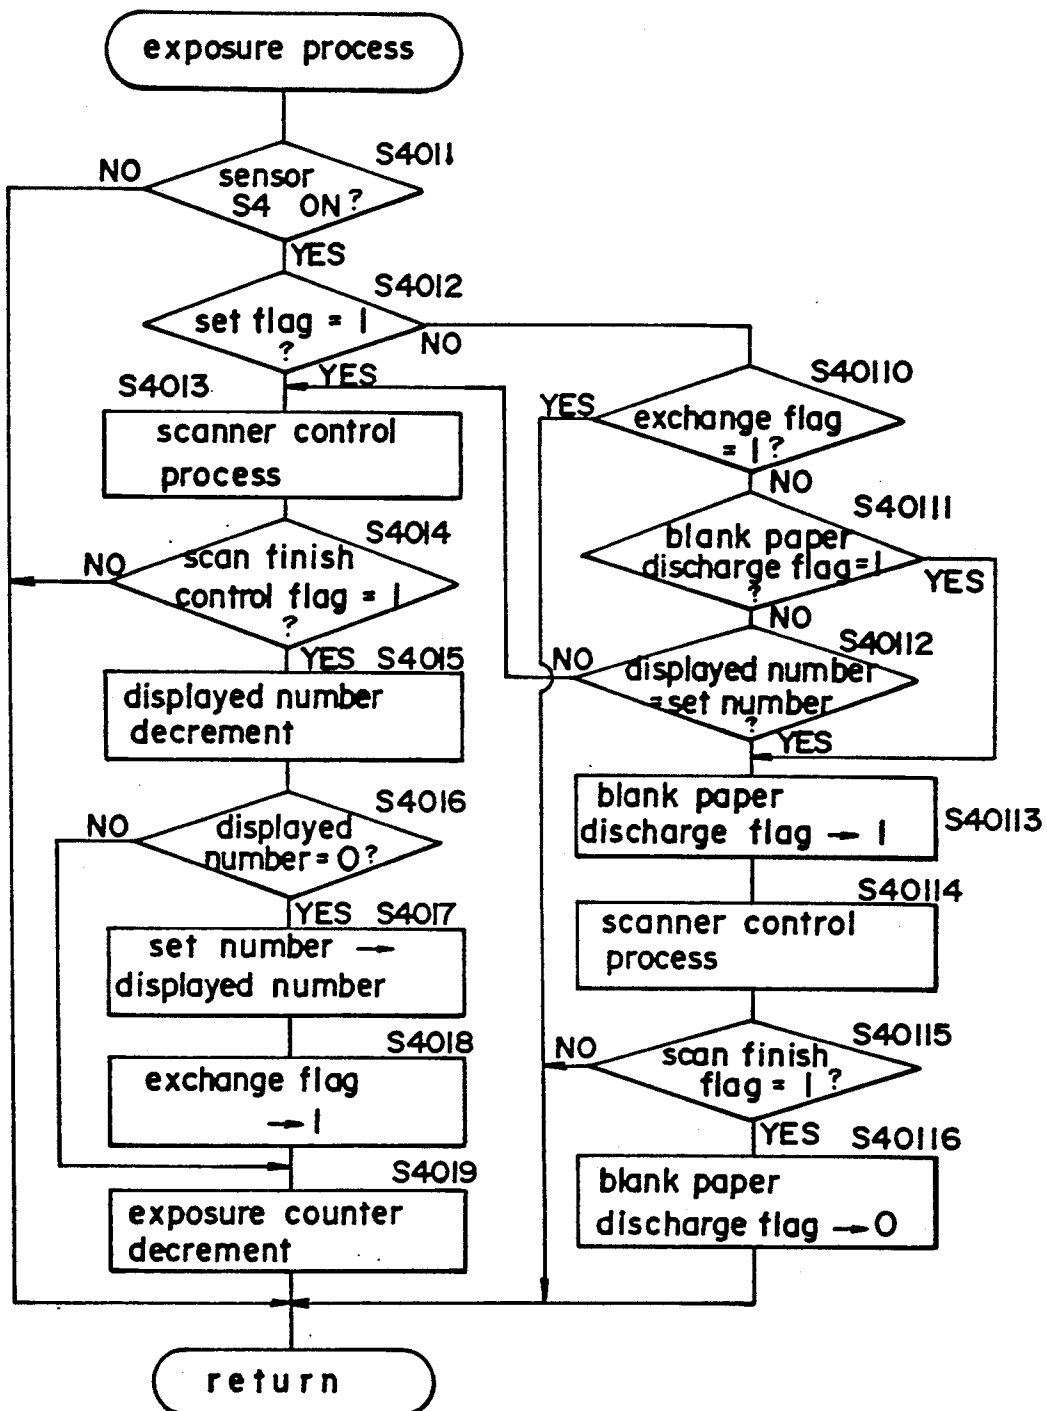 exposure process
S4011
NO
sensor
S4 ON?
YES
S4012
set flag = 1
?
NO
YES
S4013
scanner control
process
S4014
NO
scan finish
control flag = 1
?
YES S4015
displayed number
decrement
S4016
NO
displayed
number = 0?
YES S4017
set number →
displayed number
S4018
exchange flag
→ 1
S4019
exposure counter
decrement
return
S40110
YES
exchange flag
= 1?
NO
S40111
blank paper
discharge flag = 1
?
YES
NO
S40112
NO
displayed number
= set number
?
YES
blank paper
discharge flag → 1
S40113
S40114
scanner control
process
S40115
NO
scan finish
flag = 1?
YES S40116
blank paper
discharge flag → 0